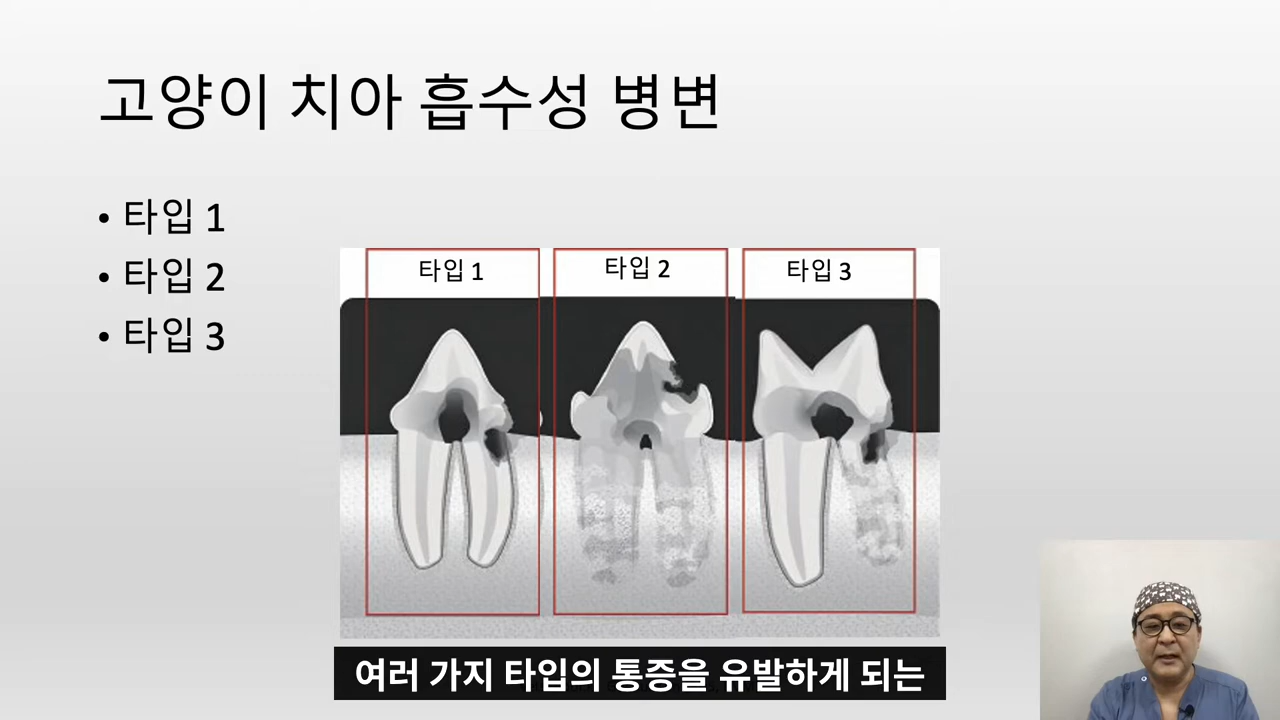 고양이 치아 흡수성 병변
• 타입 1
• 타입 2
• 타입 3
타입 1
타입 2
타입 3
여러 가지 타입의 통증을 유발하게 되는